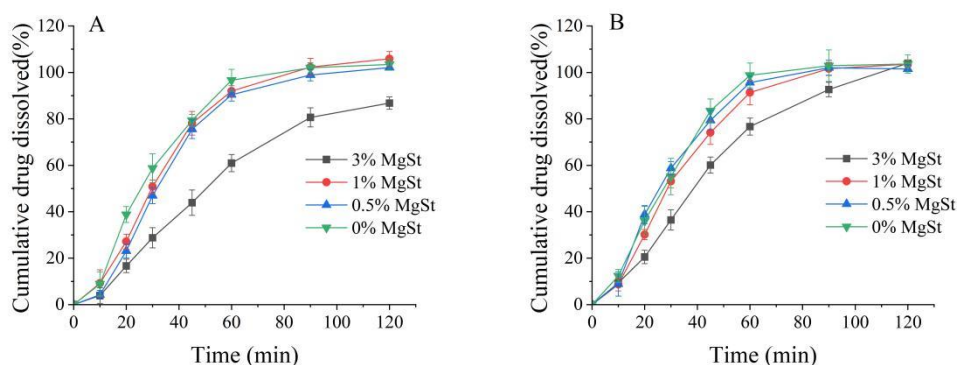 A
Cumulative drug dissolved(%)
120
100
80
60
40
20
0
3% MgSt
1% MgSt
0.5% MgSt
0% MgSt
0 20 40 60 80 100 120
Time (min)
B
Cumulative drug dissolved(%)
120
100
80
60
40
20
0
3% MgSt
1% MgSt
0.5% MgSt
0% MgSt
0 20 40 60 80 100 120
Time (min)